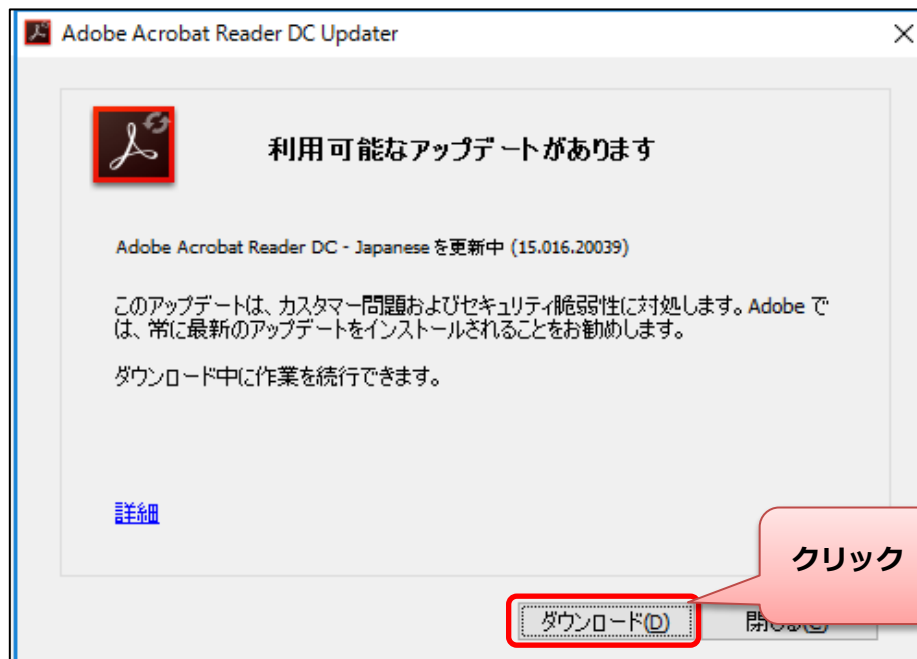 Adobe Acrobat Reader DC Updater
利用可能なアップデートがあります
Adobe Acrobat Reader DC - Japanese を更新中 (15.016.20039)
このアップデートは、カスタマー問題およびセキュリティ脆弱性に対処します。Adobe で
は、常に最新のアップデートをインストールされることをお勧めします。
ダウンロード中に作業を続行できます。
詳細
クリック
ダウンロード(D)